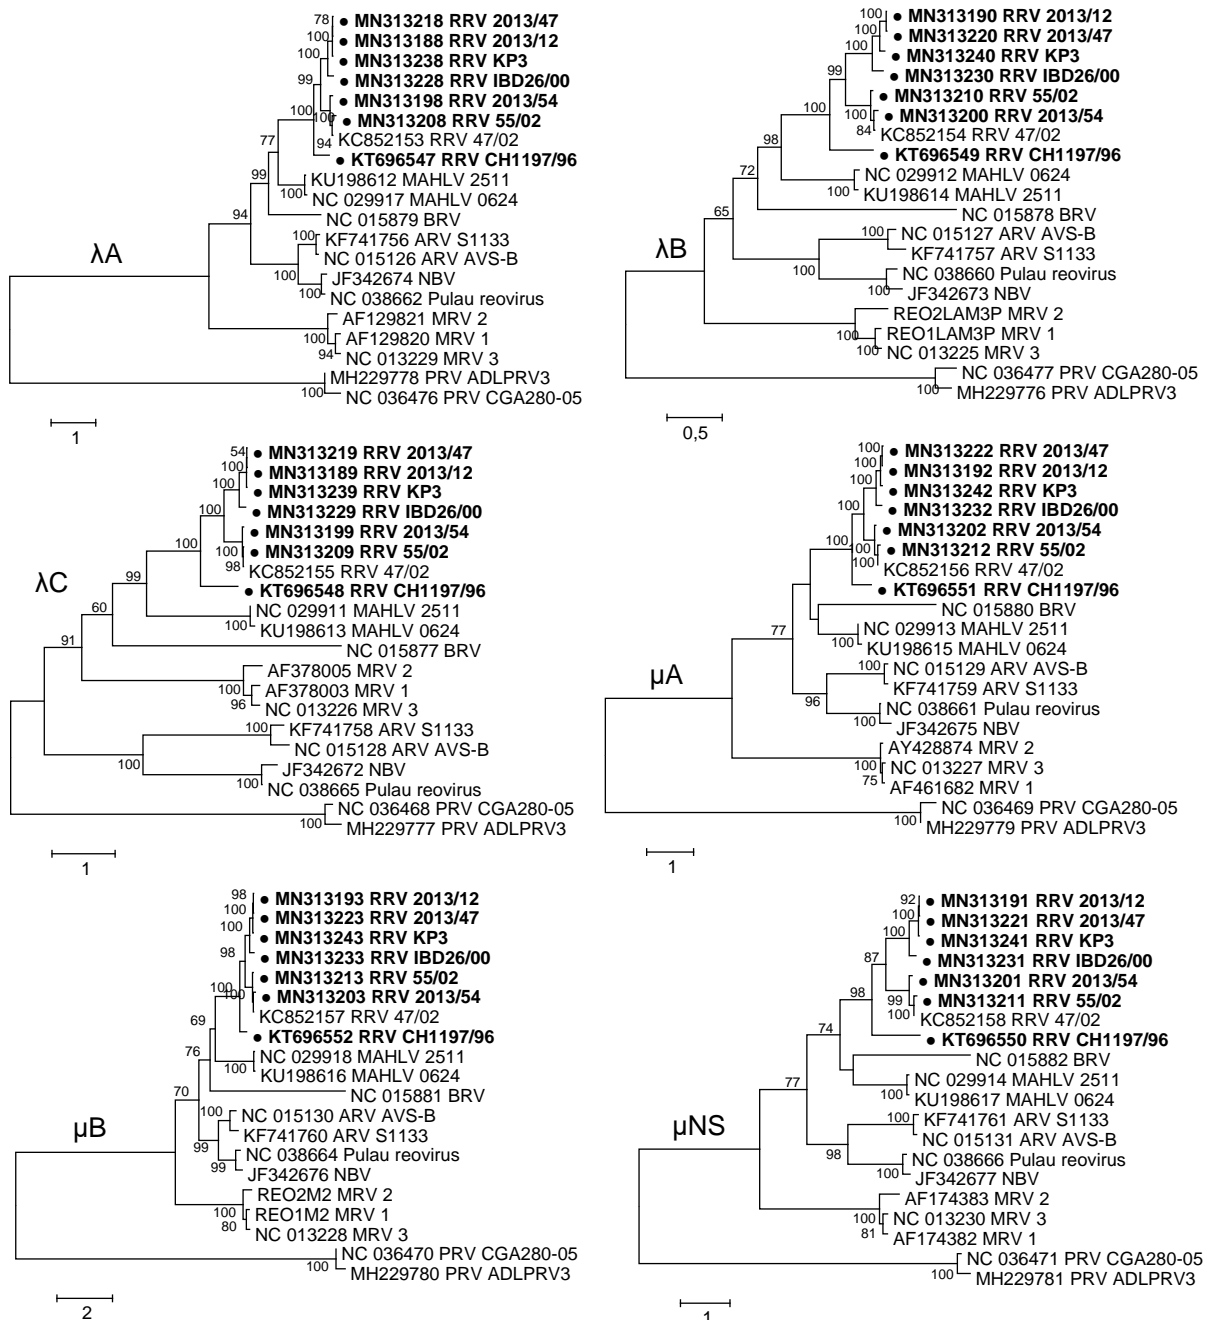 λA
78
● MN313218 RRV 2013/47
100
● MN313188 RRV 2013/12
100
● MN313238 RRV KP3
99
● MN313228 RRV IBD26/00
● MN313198 RRV 2013/54
100
100
● MN313208 RRV 55/02
94
KC852153 RRV 47/02
77
● KT696547 RRV CH1197/96
99
KU198612 MAHLV 2511
100
NC 029917 MAHLV 0624
94
NC 015879 BRV
100
KF741756 ARV S1133
NC 015126 ARV AVS-B
100
JF342674 NBV
100
NC 038662 Pulau reovirus
AF129821 MRV 2
100
AF129820 MRV 1
94
NC 013229 MRV 3
MH229778 PRV ADLPRV3
100
NC 036476 PRV CGA280-05
1
λB
100
● MN313190 RRV 2013/12
100
● MN313220 RRV 2013/47
100
● MN313240 RRV KP3
99
● MN313230 RRV IBD26/00
● MN313210 RRV 55/02
100
100
● MN313200 RRV 2013/54
84
KC852154 RRV 47/02
98
● KT696549 RRV CH1197/96
72
NC 029912 MAHLV 0624
100
KU198614 MAHLV 2511
65
NC 015878 BRV
100
NC 015127 ARV AVS-B
KF741757 ARV S1133
100
NC 038660 Pulau reovirus
100
JF342673 NBV
REO2LAM3P MRV 2
100
REO1LAM3P MRV 1
100
NC 013225 MRV 3
NC 036477 PRV CGA280-05
100
MH229776 PRV ADLPRV3
0,5
λC
54
● MN313219 RRV 2013/47
100
● MN313189 RRV 2013/12
100
● MN313239 RRV KP3
100
● MN313229 RRV IBD26/00
● MN313199 RRV 2013/54
100
100
● MN313209 RRV 55/02
98
KC852155 RRV 47/02
99
● KT696548 RRV CH1197/96
60
NC 029911 MAHLV 2511
100
KU198613 MAHLV 0624
91
NC 015877 BRV
AF378005 MRV 2
100
AF378003 MRV 1
96
NC 013226 MRV 3
KF741758 ARV S1133
NC 015128 ARV AVS-B
100
JF342672 NBV
100
NC 038665 Pulau reovirus
NC 036468 PRV CGA280-05
100
MH229777 PRV ADLPRV3
1
μA
100
● MN313222 RRV 2013/47
100
● MN313192 RRV 2013/12
100
● MN313242 RRV KP3
100
● MN313232 RRV IBD26/00
● MN313202 RRV 2013/54
100
100
● MN313212 RRV 55/02
100
KC852156 RRV 47/02
● KT696551 RRV CH1197/96
NC 015880 BRV
77
NC 029913 MAHLV 2511
100
KU198615 MAHLV 0624
100
NC 015129 ARV AVS-B
KF741759 ARV S1133
96
NC 038661 Pulau reovirus
100
JF342675 NBV
AY428874 MRV 2
100
NC 013227 MRV 3
75
AF461682 MRV 1
NC 036469 PRV CGA280-05
100
MH229779 PRV ADLPRV3
1
μB
98
● MN313193 RRV 2013/12
100
● MN313223 RRV 2013/47
100
● MN313243 RRV KP3
98
● MN313233 RRV IBD26/00
● MN313213 RRV 55/02
100
100
● MN313203 RRV 2013/54
KC852157 RRV 47/02
69
● KT696552 RRV CH1197/96
76
NC 029918 MAHLV 2511
100
KU198616 MAHLV 0624
70
NC 015881 BRV
100
NC 015130 ARV AVS-B
KF741760 ARV S1133
99
NC 038664 Pulau reovirus
99
JF342676 NBV
REO2M2 MRV 2
100
REO1M2 MRV 1
80
NC 013228 MRV 3
NC 036470 PRV CGA280-05
100
MH229780 PRV ADLPRV3
2
μNS
92
● MN313191 RRV 2013/12
100
● MN313221 RRV 2013/47
100
● MN313241 RRV KP3
87
● MN313231 RRV IBD26/00
● MN313201 RRV 2013/54
98
99
● MN313211 RRV 55/02
100
KC852158 RRV 47/02
74
● KT696550 RRV CH1197/96
NC 015882 BRV
77
NC 029914 MAHLV 2511
100
KU198617 MAHLV 0624
100
KF741761 ARV S1133
NC 015131 ARV AVS-B
98
NC 038666 Pulau reovirus
100
JF342677 NBV
AF174383 MRV 2
100
NC 013230 MRV 3
81
AF174382 MRV 1
NC 036471 PRV CGA280-05
100
MH229781 PRV ADLPRV3
1